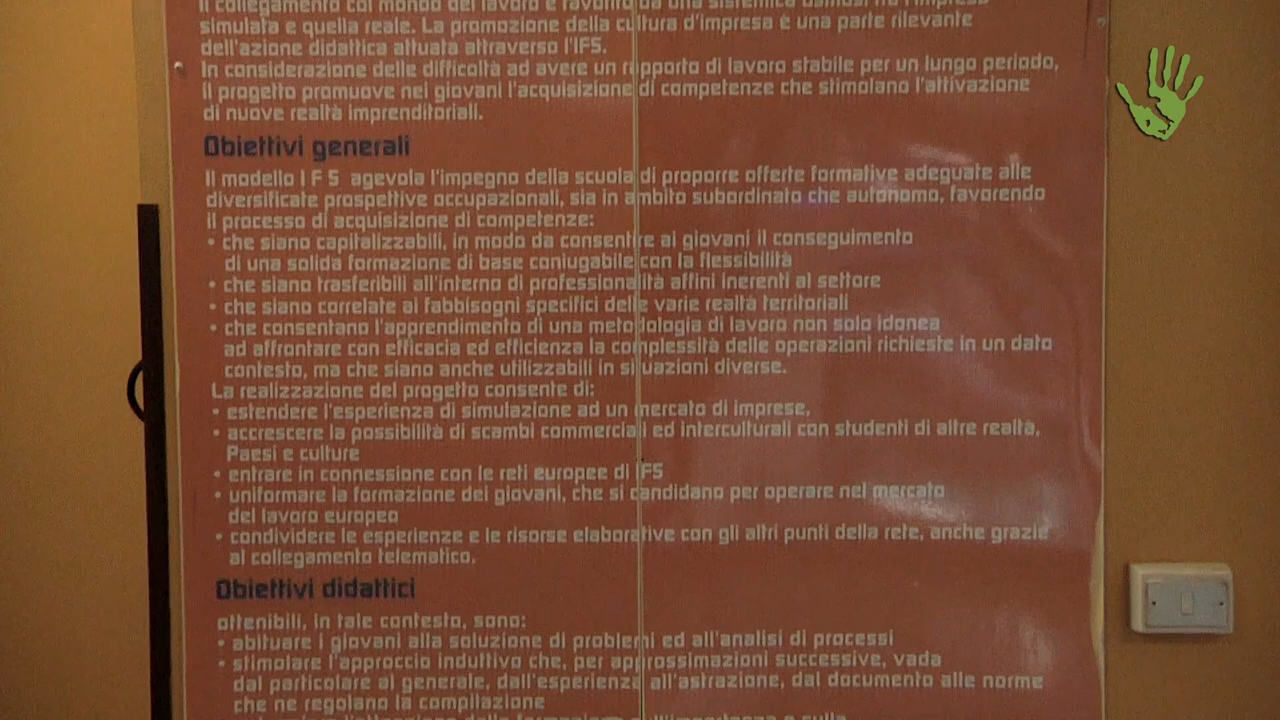 Il collegamento col mondo del lavoro è favorito da una sistemica osmosi fra l'impresa
simulata e quella reale. La promozione della cultura d'impresa è una parte rilevante
dell'azione didattica attuata attraverso l'IFS.
In considerazione delle difficoltà ad avere un rapporto di lavoro stabile per un lungo periodo,
il progetto promuove nei giovani l'acquisizione di competenze che stimolano l'attivazione
di nuove realtà imprenditoriali.
Obiettivi generali
Il modello I F S agevola l'impegno della scuola di proporre offerte formative adeguate alle
diversificate prospettive occupazionali, sia in ambito subordinato che autonomo, favorendo
il processo di acquisizione di competenze:
• che siano capitalizzabili, in modo da consentire ai giovani il conseguimento
di una solida formazione di base coniugabile con la flessibilità
• che siano trasferibili all'interno di professionalità affini inerenti al settore
• che siano correlate ai fabbisogni specifici delle varie realtà territoriali
• che consentano l'apprendimento di una metodologia di lavoro non solo idonea
ad affrontare con efficacia ed efficienza la complessità delle operazioni richieste in un dato
contesto, ma che siano anche utilizzabili in situazioni diverse.
La realizzazione del progetto consente di:
• estendere l'esperienza di simulazione ad un mercato di imprese,
• accrescere la possibilità di scambi commerciali ed interculturali con studenti di altre realtà,
Paesi e culture
• entrare in connessione con le reti europee di IFS
• uniformare la formazione dei giovani, che si candidano per operare nel mercato
del lavoro europeo
• condividere le esperienze e le risorse elaborative con gli altri punti della rete, anche grazie
al collegamento telematico.
Obiettivi didattici
ottenibili, in tale contesto, sono:
• abituare i giovani alla soluzione di problemi ed all'analisi di processi
• stimolare l'approccio induttivo che, per approssimazioni successive, vada
dal particolare al generale, dall'esperienza all'astrazione, dal documento alle norme
che ne regolano la compilazione